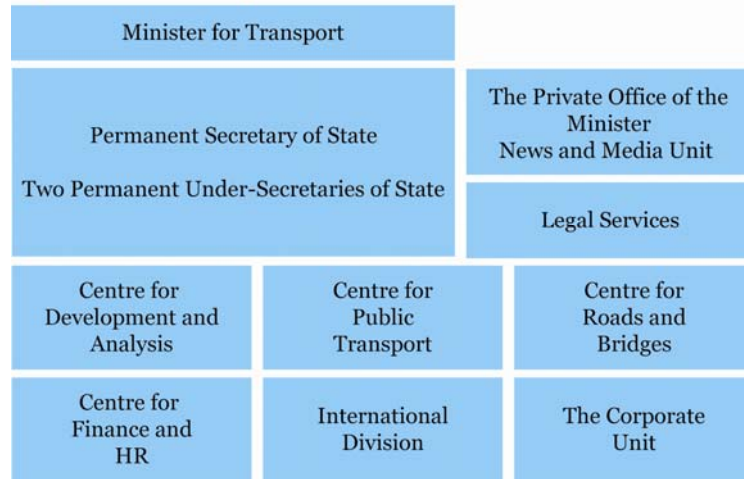 Minister for Transport
Permanent Secretary of State
Two Permanent Under-Secretaries of State
The Private Office of the
Minister
News and Media Unit
Legal Services
Centre for
Development and
Analysis
Centre for
Public
Transport
Centre for
Roads and
Bridges
Centre for
Finance and
HR
International
Division
The Corporate
Unit